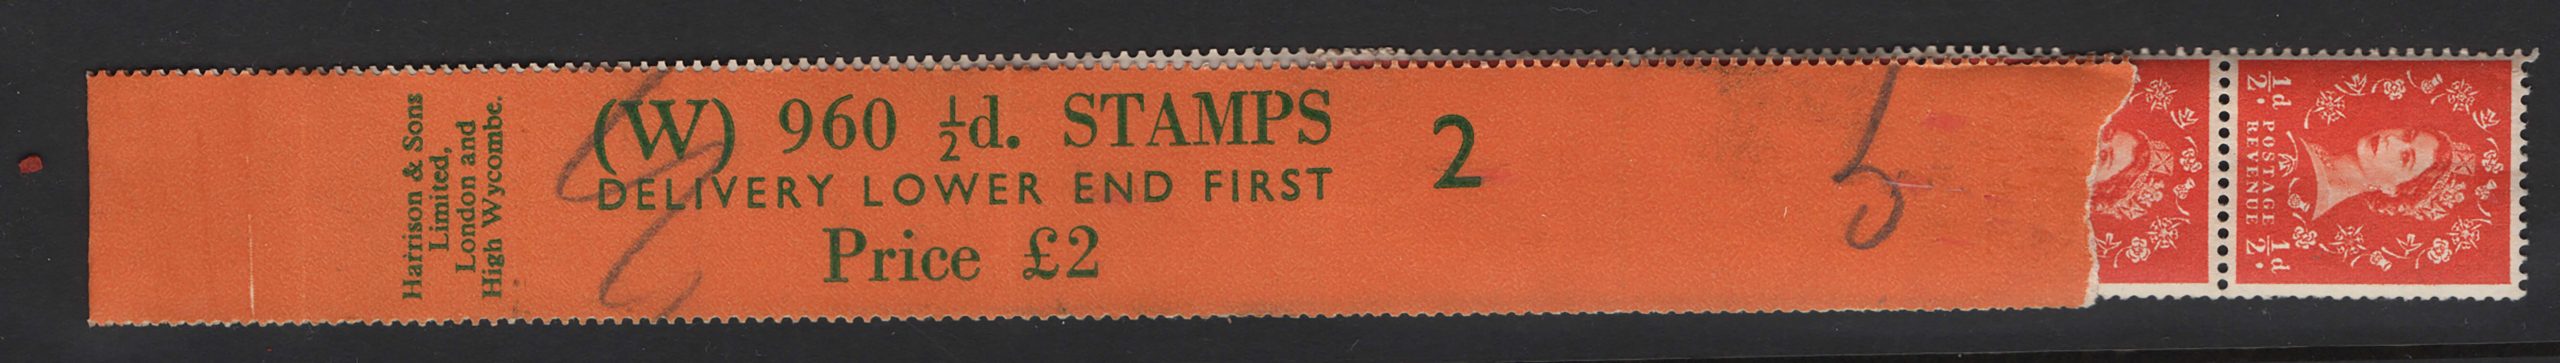 Harrison & Sons
Limited,
London and
High Wycombe.
(W) 960 ½d. STAMPS
DELIVERY LOWER END FIRST
Price £2
2
5
½d. POSTAGE REVENUE ½d.